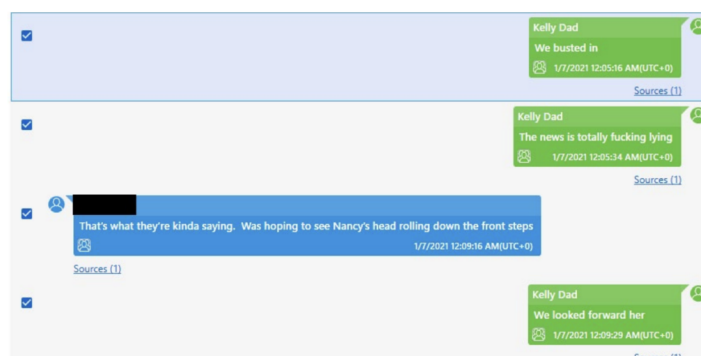 Kelly Dad
We busted in
1/7/2021 12:05:16 AM(UTC+0)
Sources (1)
Kelly Dad
The news is totally fucking lying
1/7/2021 12:05:34 AM(UTC+0)
Sources (1)
That's what they're kinda saying.  Was hoping to see Nancy's head rolling down the front steps
1/7/2021 12:09:16 AM(UTC+0)
Sources (1)
Kelly Dad
We looked forward her
1/7/2021 12:09:29 AM(UTC+0)
Sources (1)